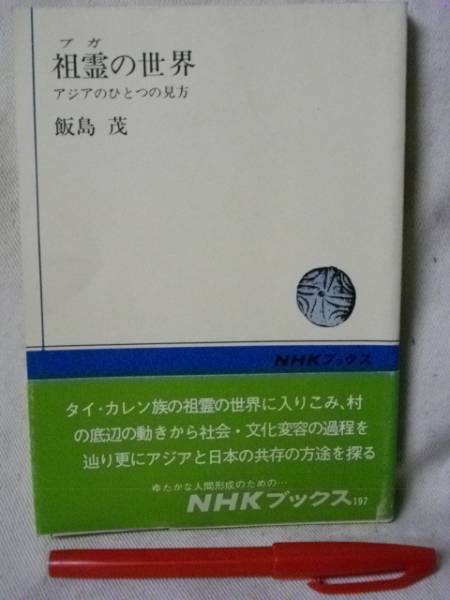 ブガ
祖霊の世界
アジアのひとつの見方
飯島 茂
NHKブックス
タイ・カレン族の祖霊の世界に入りこみ、村
の底辺の動きから社会・文化変容の過程を
辿り更にアジアと日本の共存の方途を探る
ゆたかな人間形成のための…
NHKブックス197